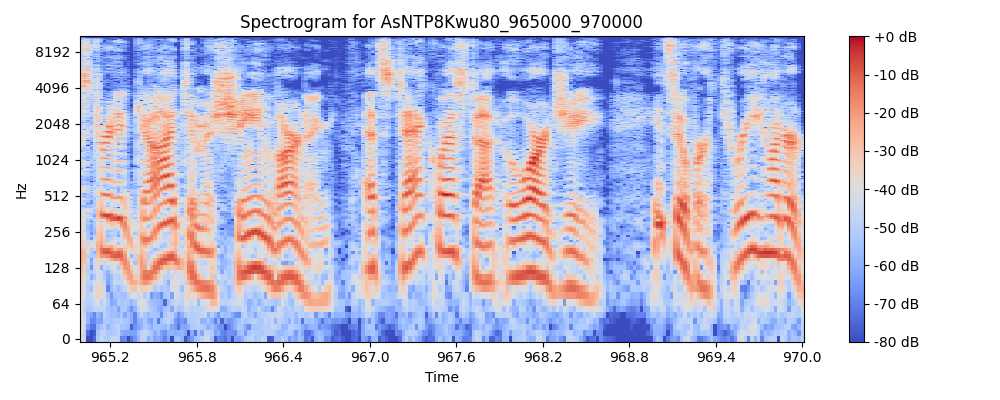 Spectrogram for AsNTP8Kwu80_965000_970000
Hz
8192
4096
2048
1024
512
256
128
64
0
965.2 965.8 966.4 967.0 967.6 968.2 968.8 969.4 970.0
Time
+0 dB
-10 dB
-20 dB
-30 dB
-40 dB
-50 dB
-60 dB
-70 dB
-80 dB